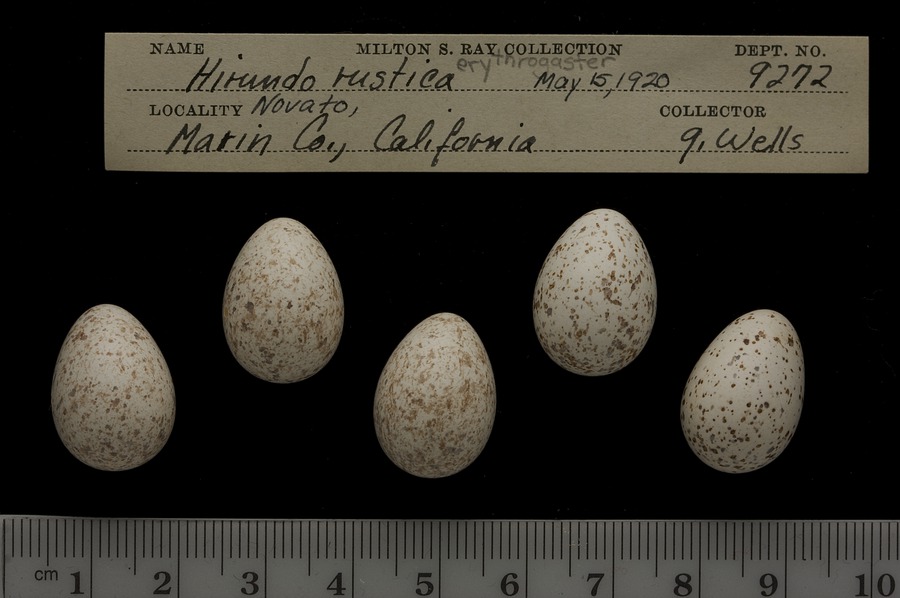 NAME MILTON S. RAY COLLECTION DEPT. NO.
erythrogaster
Hirundo rustica May 15, 1920 9272
LOCALITY Novato, COLLECTOR
Marin Co., California G. Wells
cm 1 2 3 4 5 6 7 8 9 10